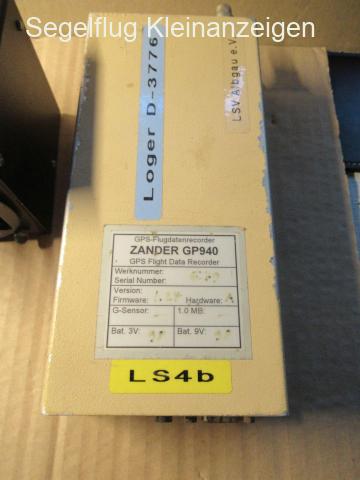 Segelflug Kleinanzeigen
Loger D-3776
LSV Albgau e.V
GPS-Flugdatenrecorder
ZANDER GP940
GPS Flight Data Recorder
Werknummer:
Serial Number:
Version:
Firmware: Hardware:
G-Sensor: 1.0 MB:
Bat. 3V: Bat. 9V:
LS4b